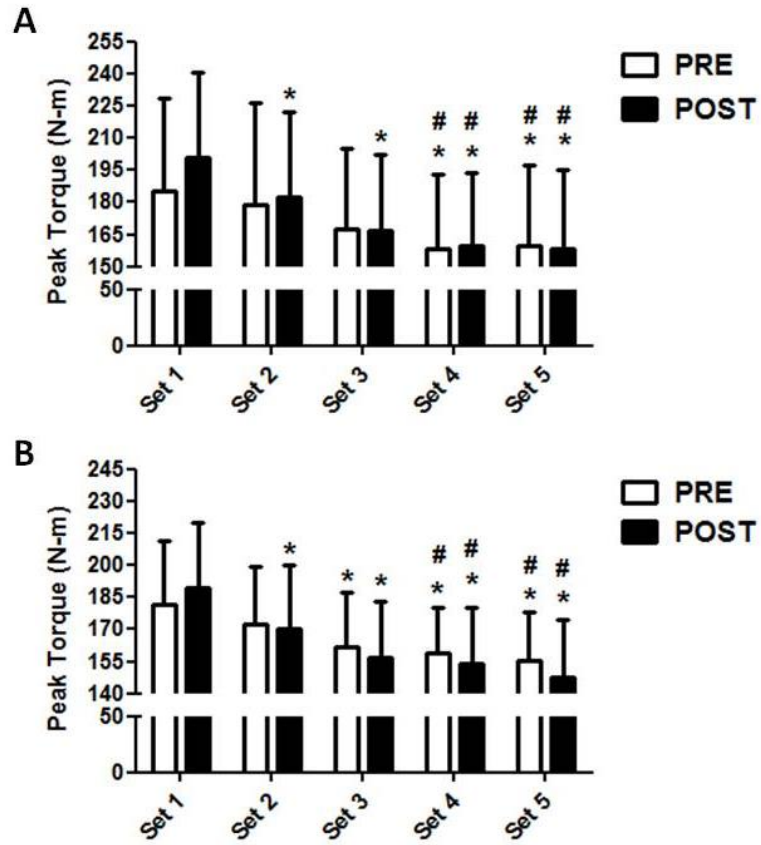 A
Peak Torque (N-m)
255
240
225
210
195
180
165
150
50
0
* * # # # #
* * * *
PRE
POST
Set 1 Set 2 Set 3 Set 4 Set 5
B
Peak Torque (N-m)
245
230
215
200
185
170
155
140
50
0
* * * # # # #
* * * *
PRE
POST
Set 1 Set 2 Set 3 Set 4 Set 5